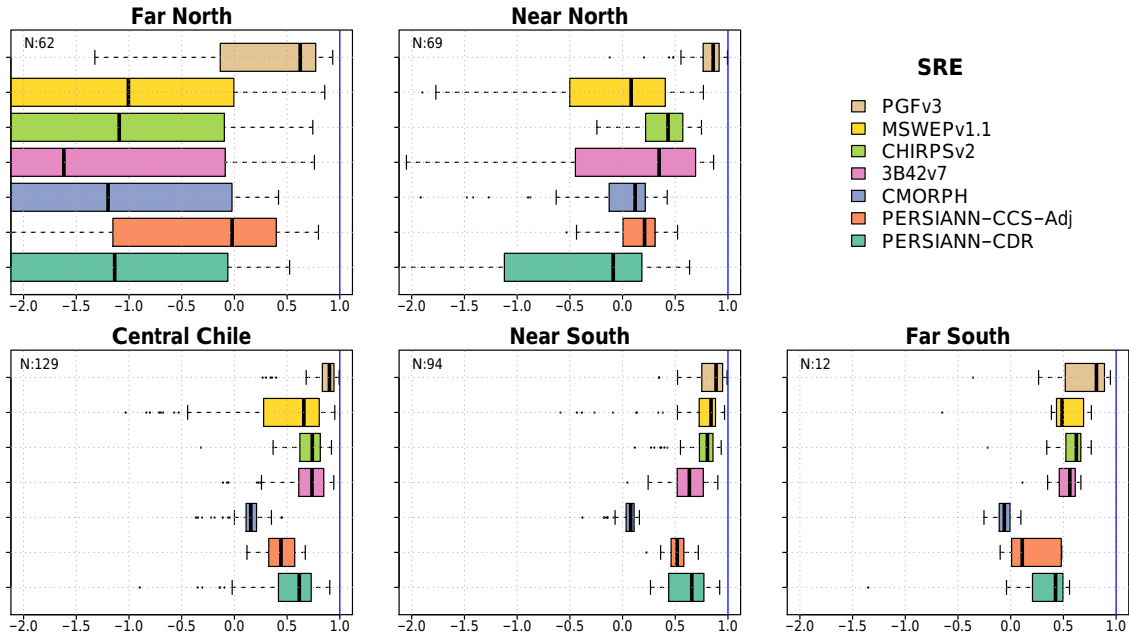 Far North
Near North
N:62
N:69
SRE
PGFv3
MSWEPv1.1
CHIRPSv2
3B42v7
CMORPH
PERSIANN−CCS−Adj
PERSIANN−CDR
−2.0 −1.5 −1.0 −0.5 0.0 0.5 1.0
−2.0 −1.5 −1.0 −0.5 0.0 0.5 1.0
Central Chile
Near South
Far South
N:129
N:94
N:12
−2.0 −1.5 −1.0 −0.5 0.0 0.5 1.0
−2.0 −1.5 −1.0 −0.5 0.0 0.5 1.0
−2.0 −1.5 −1.0 −0.5 0.0 0.5 1.0